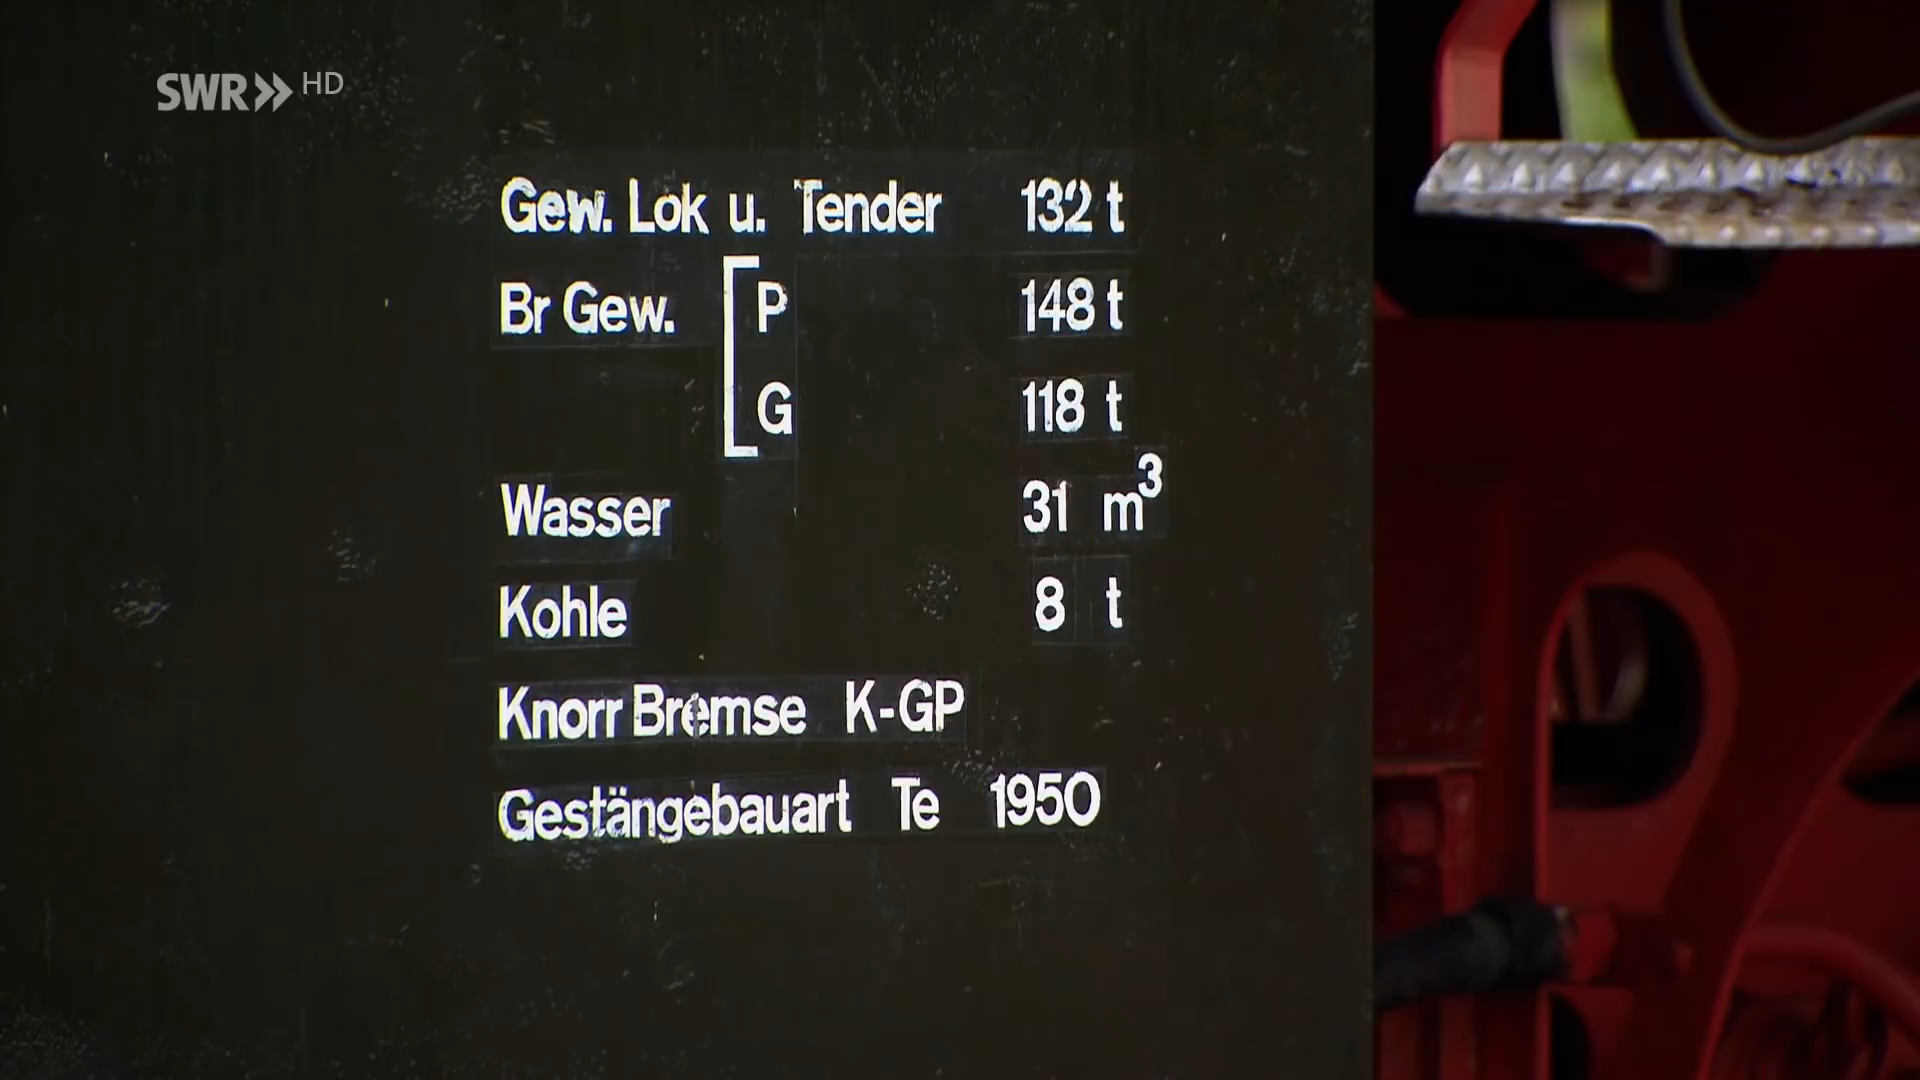 SWR» HD
Gew. Lok u. Tender 132 t
Br Gew. [ P 148 t
G 118 t
Wasser 31 m³
Kohle 8 t
Knorr Bremse K-GP
Gestängebauart Te 1950